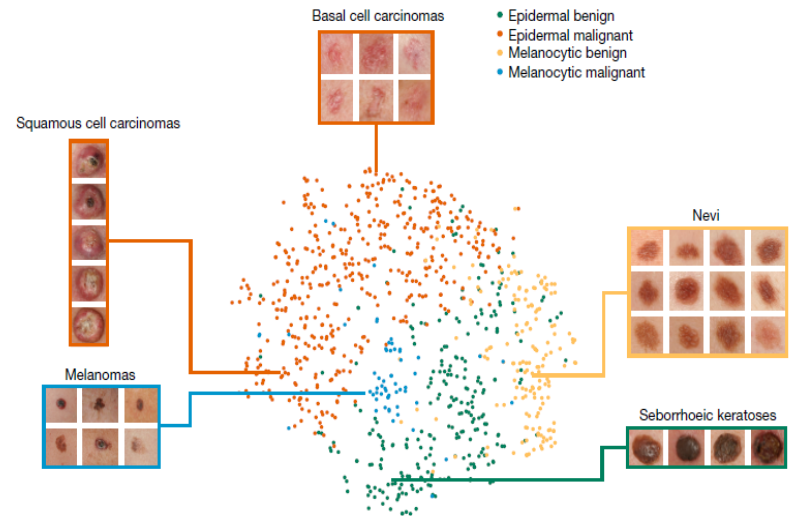 Basal cell carcinomas
Epidermal benign
Epidermal malignant
Melanocytic benign
Melanocytic malignant
Squamous cell carcinomas
Nevi
Melanomas
Seborrhoeic keratoses